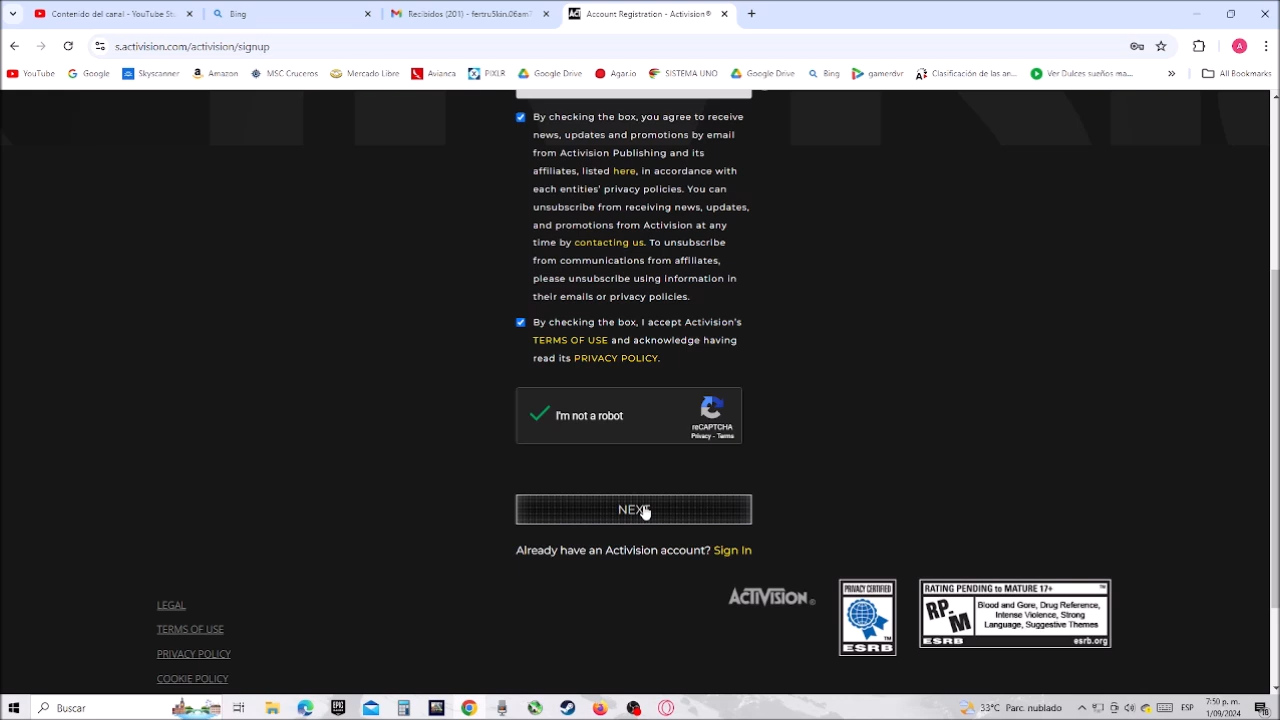 Contenido del canal - YouTube St
Bing
Recibidos (201) - fertru5kin.06am
Account Registration - Activision®
s.activision.com/activision/signup
YouTube
Google
Skyscanner
Amazon
MSC Cruceros
Mercado Libre
Avianca
PIXLR
Google Drive
Agar.io
SISTEMA UNO
Google Drive
Bing
gamerdvr
Clasificación de las an...
Ver Dulces sueños ma...
»
All Bookmarks
By checking the box, you agree to receive
news, updates and promotions by email
from Activision Publishing and its
affiliates, listed here, in accordance with
each entities' privacy policies. You can
unsubscribe from receiving news, updates,
and promotions from Activision at any
time by contacting us. To unsubscribe
from communications from affiliates,
please unsubscribe using information in
their emails or privacy policies.
By checking the box, I accept Activision's
TERMS OF USE and acknowledge having
read its PRIVACY POLICY.
I'm not a robot
reCAPTCHA
Privacy - Terms
NEXT
Already have an Activision account? Sign In
LEGAL
TERMS OF USE
PRIVACY POLICY
COOKIE POLICY
ACTIVISION
PRIVACY CERTIFIED
ESRB
RATING PENDING to MATURE 17+
RP-M
Blood and Gore, Drug Reference,
Intense Violence, Strong
Language, Suggestive Themes
ESRB
esrb.org
Buscar
EPIC
33°C Parc. nublado
ESP
7:50 p. m.
1/09/2024